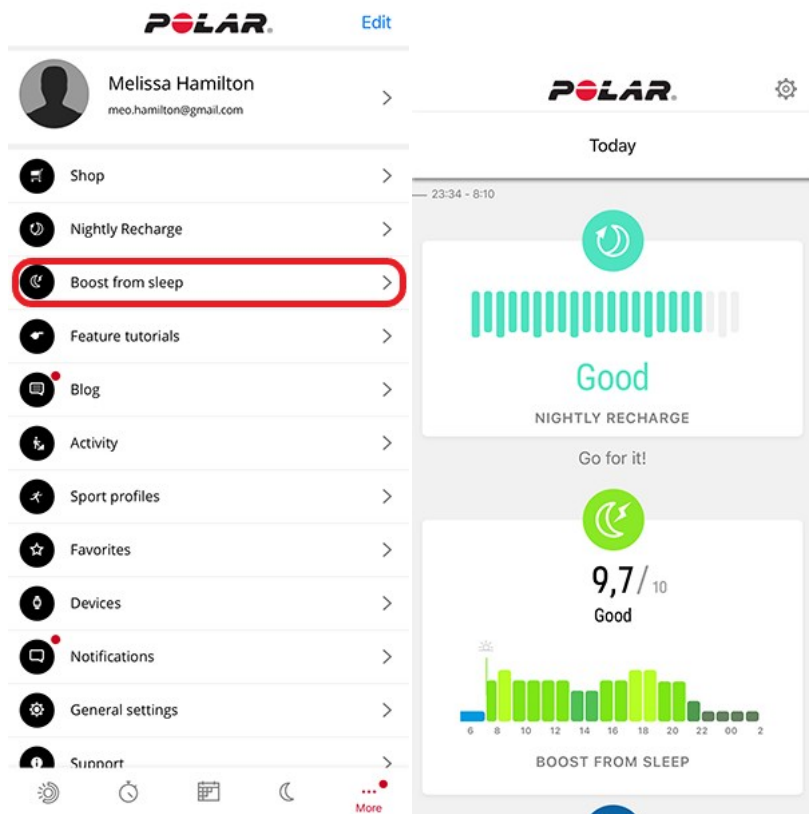 POLAR.
Edit
Melissa Hamilton
meo.hamilton@gmail.com
Shop
Nightly Recharge
Boost from sleep
Feature tutorials
Blog
Activity
Sport profiles
Favorites
Devices
Notifications
General settings
Support
More
POLAR.
Today
23:34 - 8:10
Good
NIGHTLY RECHARGE
Go for it!
9,7/10
Good
6 8 10 12 14 16 18 20 22 00 2
BOOST FROM SLEEP